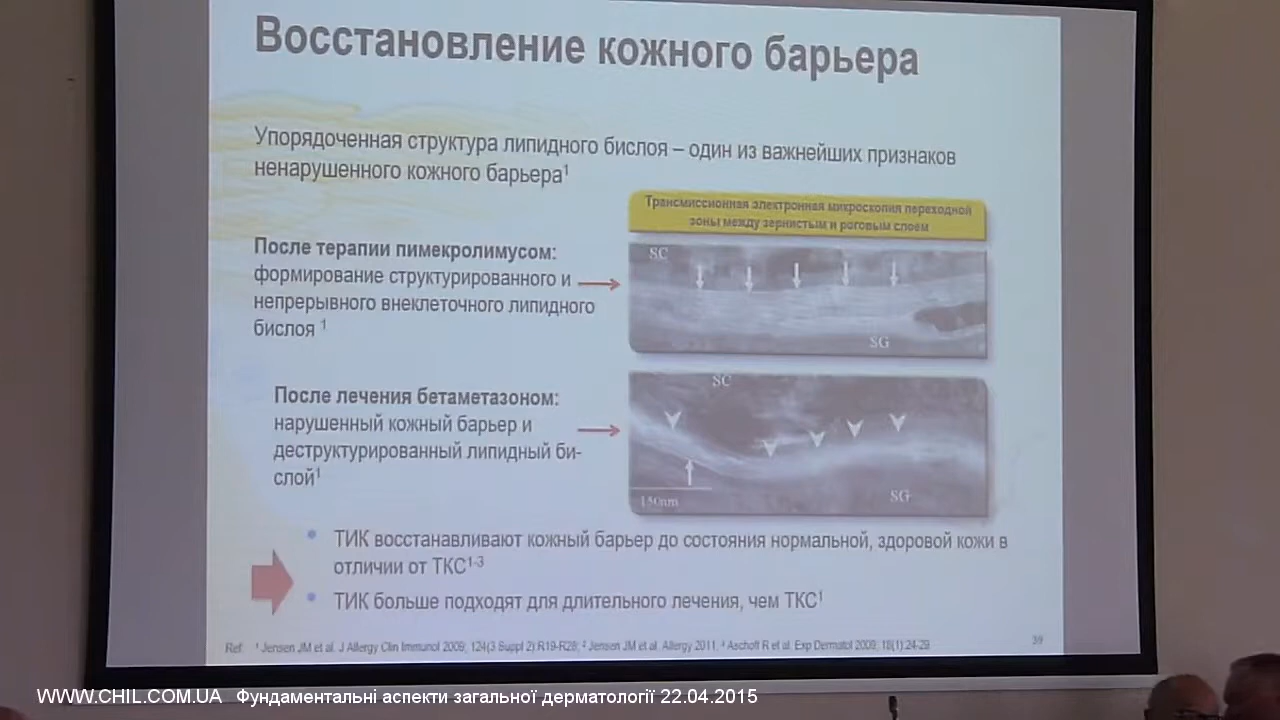 Восстановление кожного барьера
Упорядоченная структура липидного бислоя – один из важнейших признаков
ненарушенного кожного барьера1
Трансмиссионная электронная микроскопия переходной
зоны между зернистым и роговым слоем
После терапии пимекролимусом:
формирование структурированного и
непрерывного внеклеточного липидного
бислоя 1
SC
SG
После лечения бетаметазоном:
нарушенный кожный барьер и
деструктурированный липидный би-
слой1
SC
SG
150nm
• ТИК восстанавливают кожный барьер до состояния нормальной, здоровой кожи в
отличии от ТКС1-3
• ТИК больше подходят для длительного лечения, чем ТКС1
Ref 1 Jensen JM et al. J Allergy Clin Immunol 2009; 124(3 Suppl 2):R19-R28; 2 Jensen JM et al. Allergy 2011; Aschoff R et al. Exp Dermatol 2009; 18(1):24-29
39
WWW.CHIL.COM.UA Фундаментальні аспекти загальної дерматології 22.04.2015